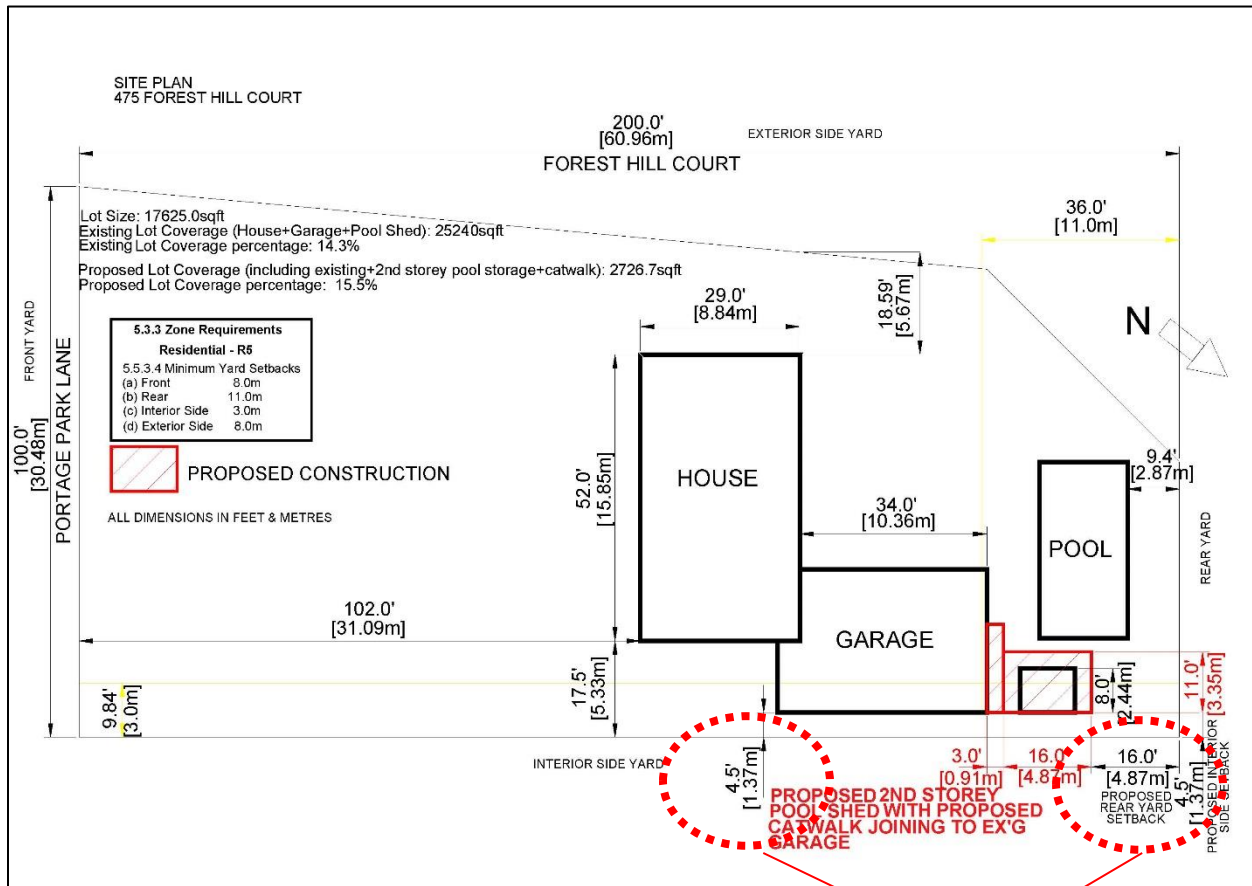 SITE PLAN
475 FOREST HILL COURT
200.0'
[60.96m]
EXTERIOR SIDE YARD
FOREST HILL COURT
Lot Size: 17625.0sqft
Existing Lot Coverage (House+Garage+Pool Shed): 25240sqft
Existing Lot Coverage percentage: 14.3%
Proposed Lot Coverage (including existing+2nd storey pool storage+catwalk): 2726.7sqft
Proposed Lot Coverage percentage: 15.5%
36.0'
[11.0m]
18.59'
[5.67m]
29.0'
[8.84m]
N
FRONT YARD
100.0'
[30.48m]
PORTAGE PARK LANE
5.3.3 Zone Requirements
Residential - R5
5.5.3.4 Minimum Yard Setbacks
(a) Front 8.0m
(b) Rear 11.0m
(c) Interior Side 3.0m
(d) Exterior Side 8.0m
PROPOSED CONSTRUCTION
ALL DIMENSIONS IN FEET & METRES
52.0'
[15.85m]
HOUSE
34.0'
[10.36m]
9.4'
[2.87m]
POOL
REAR YARD
102.0'
[31.09m]
GARAGE
9.84'
[3.0m]
17.5'
[5.33m]
8.0'
[2.44m]
11.0'
[3.35m]
INTERIOR SIDE YARD
4.5'
[1.37m]
3.0'
[0.91m]
16.0'
[4.87m]
16.0'
[4.87m]
PROPOSED
REAR YARD
SETBACK
4.5'
[1.37m]
PROPOSED INTERIOR
SIDE SETBACK
PROPOSED 2ND STOREY
POOL SHED WITH PROPOSED
CATWALK JOINING TO EX'G
GARAGE